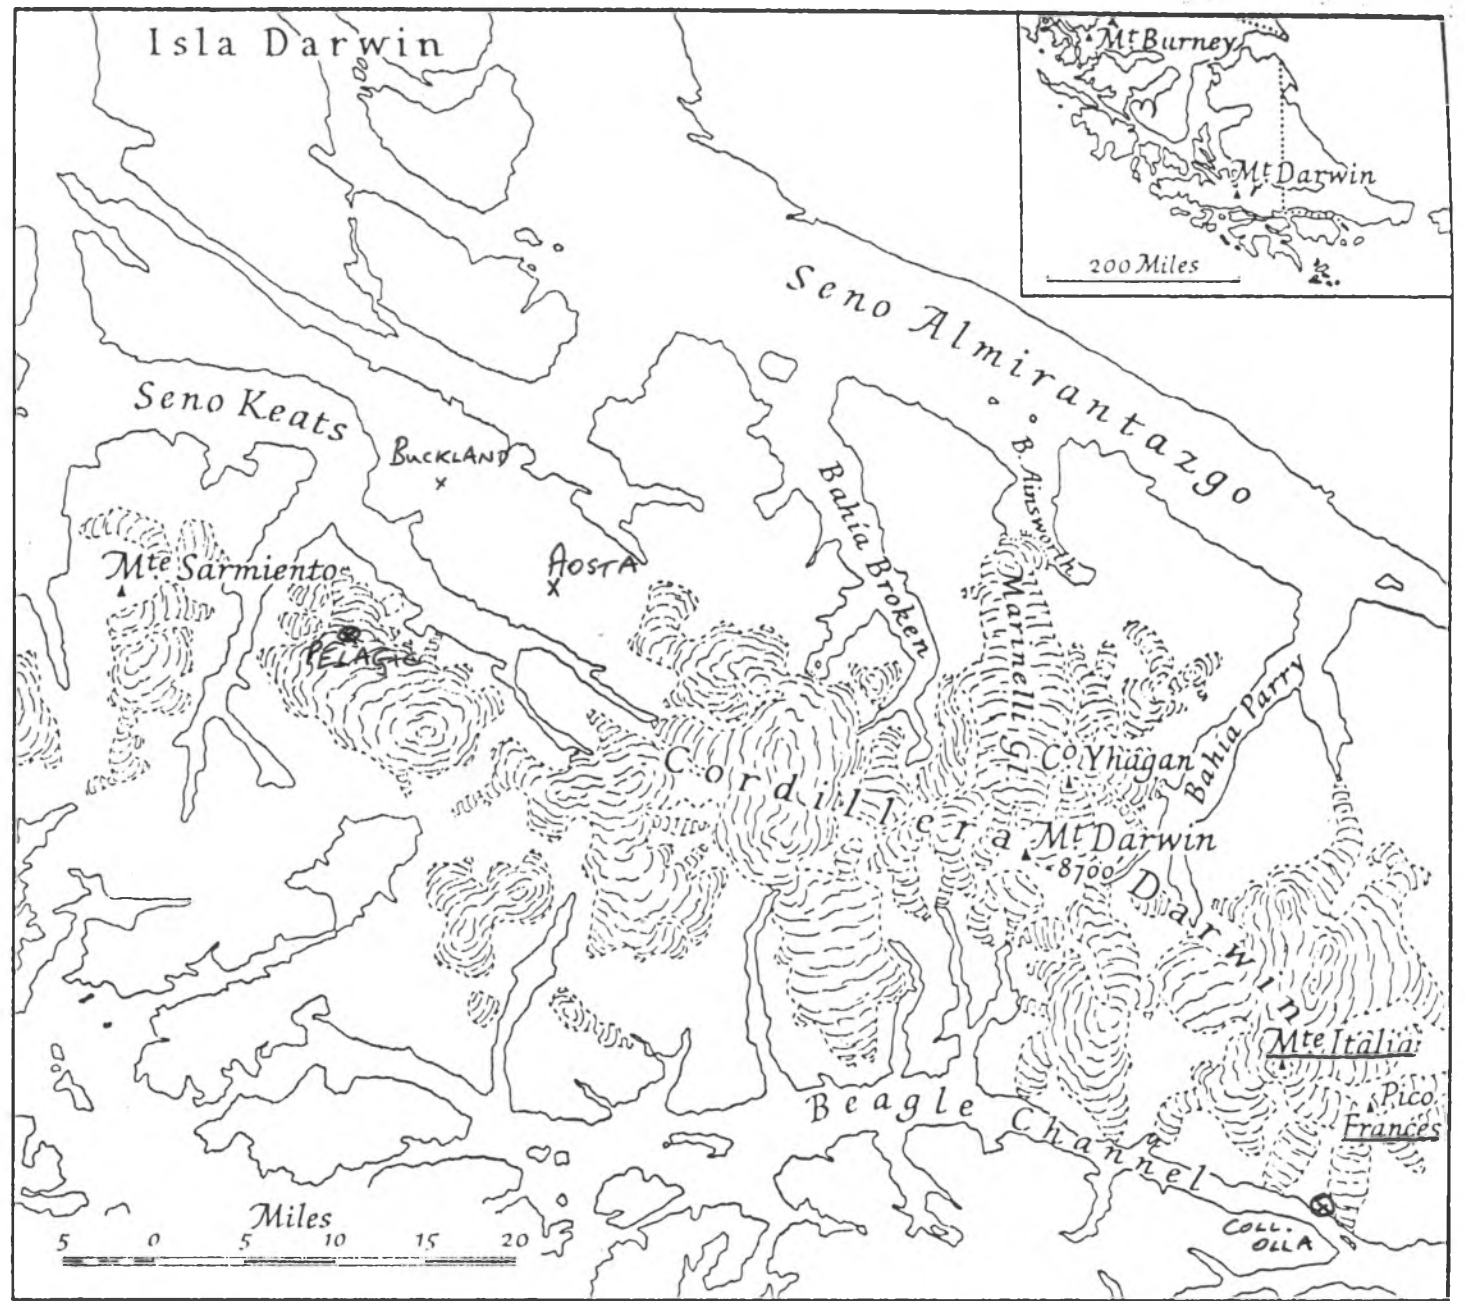 Isla Darwin
Mt. Burney
Mt. Darwin
200 Miles
Seno Almirantazgo
Seno Keats
BUCKLAND
x
B. Ainsworth
Bahia Broken
AOSTA
x
Mte Sarmiento
PELAGIC
Marinelli Gl.
Bahia Parry
Co. Yhagan
Cordillera Darwin
Mt. Darwin
8700
Mte Italia
Pico
Francés
Beagle Channel
COLL.
OLLA
Miles
5 0 5 10 15 20